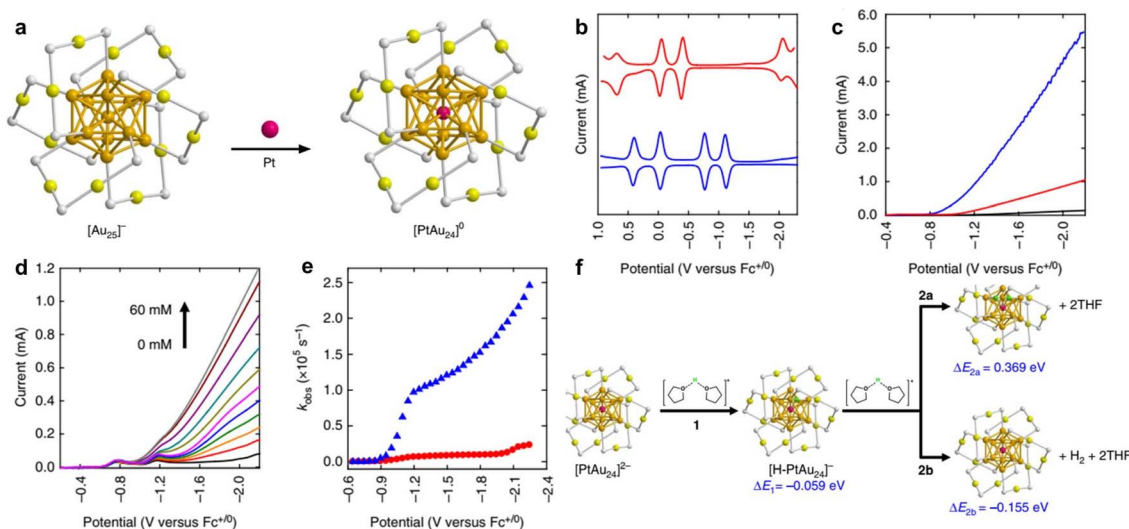 a
Pt
[Au25]−
[PtAu24]0
b
1.0 0.5 0.0 −0.5 −1.0 −1.5 −2.0
Current (mA)
Potential (V versus Fc+/0)
c
6.0
5.0
4.0
3.0
2.0
1.0
0.0
−0.4 −0.8 −1.2 −1.6 −2.0
Current (mA)
Potential (V versus Fc+/0)
d
1.2
1.0
0.8
0.6
0.4
0.2
0.0
60 mM
0 mM
−0.4 −0.8 −1.2 −1.6 −2.0
Current (mA)
Potential (V versus Fc+/0)
e
2.5
2.0
1.5
1.0
0.5
0.0
−0.6 −0.9 −1.2 −1.5 −1.8 −2.1 −2.4
kobs (×10⁵ s−1)
Potential (V versus Fc+/0)
f
[PtAu24]2−
H
O O
+
1
[H-PtAu24]−
ΔE1 = −0.059 eV
H
O O
+
2a
+ 2THF
ΔE2a = 0.369 eV
2b
+ H2 + 2THF
ΔE2b = −0.155 eV